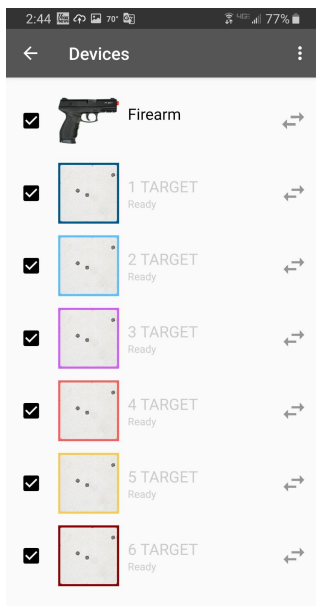 2:44 70° 4G 77%
Devices
Firearm
1 TARGET
Ready
2 TARGET
Ready
3 TARGET
Ready
4 TARGET
Ready
5 TARGET
Ready
6 TARGET
Ready